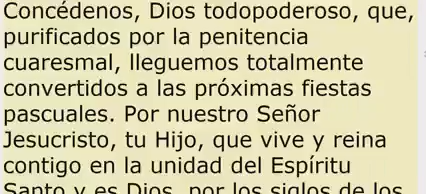 Concédenos, Dios todopoderoso, que,
purificados por la penitencia
cuaresmal, lleguemos totalmente
convertidos a las próximas fiestas
pascuales. Por nuestro Señor
Jesucristo, tu Hijo, que vive y reina
contigo en la unidad del Espíritu
Santo y es Dios, por los siglos de los